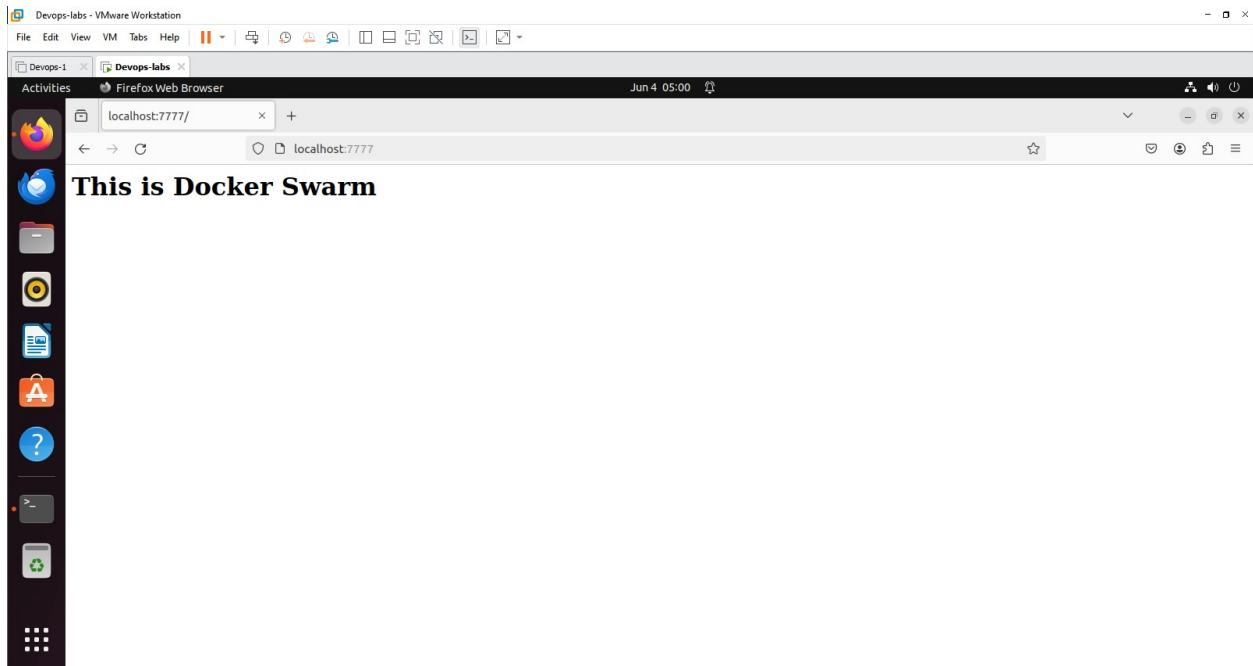 Devops-labs - VMware Workstation
File Edit View VM Tabs Help
Devops-1 Devops-labs
Activities Firefox Web Browser Jun 4 05:00
localhost:7777/
localhost:7777
This is Docker Swarm